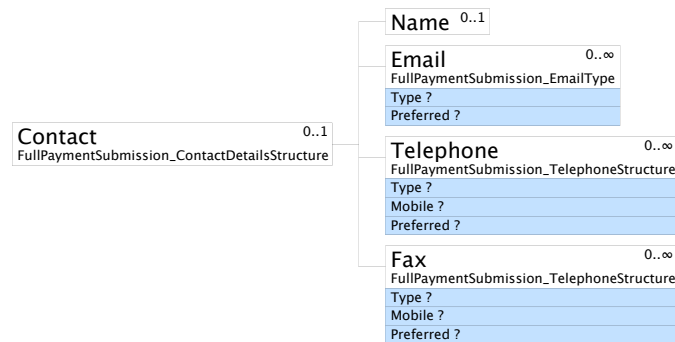 Name 0..1
Email 0..∞
FullPaymentSubmission_EmailType
Type ?
Preferred ?
Contact 0..1
FullPaymentSubmission_ContactDetailsStructure
Telephone 0..∞
FullPaymentSubmission_TelephoneStructure
Type ?
Mobile ?
Preferred ?
Fax 0..∞
FullPaymentSubmission_TelephoneStructure
Type ?
Mobile ?
Preferred ?